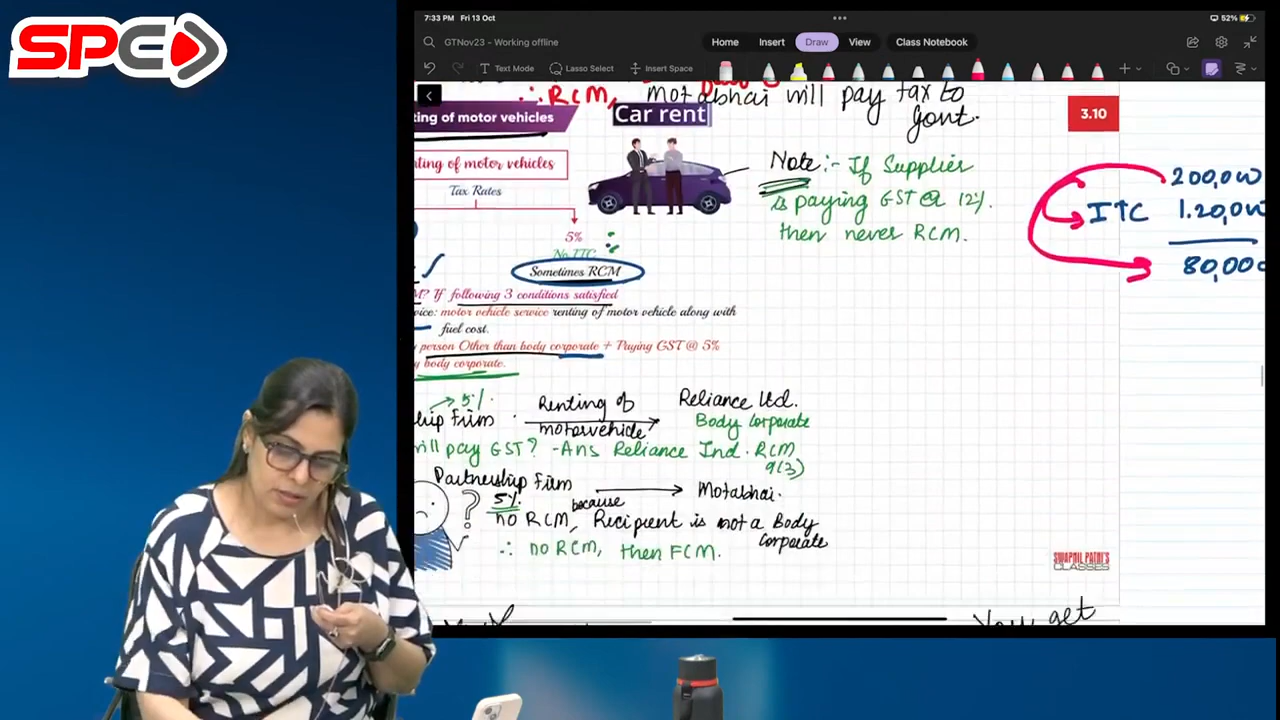 SPC
7:33 PM Fri 13 Oct
52%
GTNov23 - Working offline
Home
Insert
Draw
View
Class Notebook
Text Mode
Lasso Select
Insert Space
∴ RCM, Motabhai will pay tax to
Govt.
ting of motor vehicles
Car rent
3.10
nting of motor vehicles
Tax Rates
5%
No ITC
Sometimes RCM
Note:- If Supplier
is paying GST @ 12%.
then never RCM.
200,000
ITC 1.20,00
80,000
M? If following 3 conditions satisfied
vice: motor vehicle service renting of motor vehicle along with
fuel cost.
y person Other than body corporate + Paying GST @ 5%
y body corporate.
→ 5%.
ship Firm
Renting of
motorvehicle
Reliance Ltd.
Body Corporate
will pay GST? -Ans Reliance Ind. RCM
9(3)
Partnership Firm
Motabhai.
?
5%.
because
no RCM, Recipient is not a Body
Corporate
∴ no RCM, then FCM.
SWAPNIL PATNI'S
CLASSES
You get